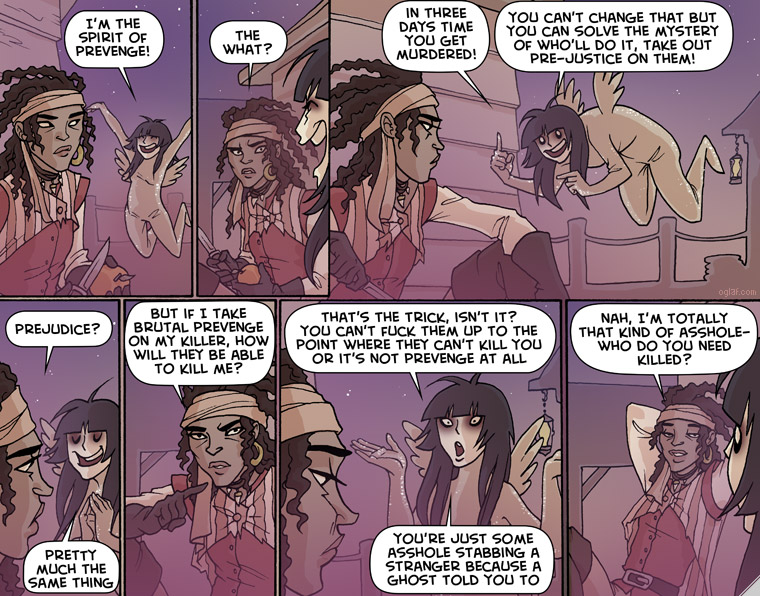 I'M THE
SPIRIT OF
PREVENGE!
THE
WHAT?
IN THREE
DAYS TIME
YOU GET
MURDERED!
YOU CAN'T CHANGE THAT BUT
YOU CAN SOLVE THE MYSTERY
OF WHO'LL DO IT, TAKE OUT
PRE-JUSTICE ON THEM!
oglaf.com
PREJUDICE?
PRETTY
MUCH THE
SAME THING
BUT IF I TAKE
BRUTAL PREVENGE
ON MY KILLER, HOW
WILL THEY BE ABLE
TO KILL ME?
THAT'S THE TRICK, ISN'T IT?
YOU CAN'T FUCK THEM UP TO THE
POINT WHERE THEY CAN'T KILL YOU
OR IT'S NOT PREVENGE AT ALL
YOU'RE JUST SOME
ASSHOLE STABBING A
STRANGER BECAUSE A
GHOST TOLD YOU TO
NAH, I'M TOTALLY
THAT KIND OF ASSHOLE-
WHO DO YOU NEED
KILLED?